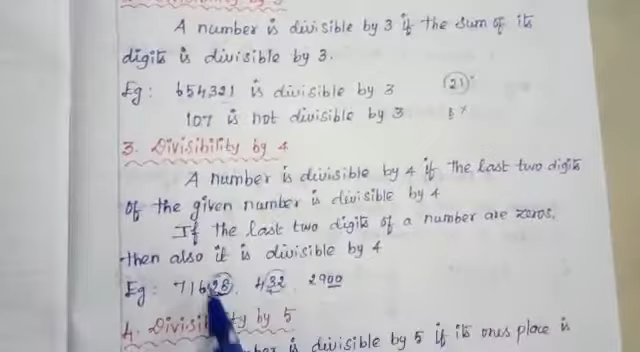 A number is divisible by 3 if the sum of its
digits is divisible by 3.
Eg: 654321 is divisible by 3 (21)
107 is not divisible by 3 8 x
3. Divisibility by 4
A number is divisible by 4 if the last two digits
of the given number is divisible by 4
If the last two digits of a number are zeros.
then also it is divisible by 4
Eg: 71628, 432 2900
4. Divisibility by 5
is divisible by 5 if its ones place is